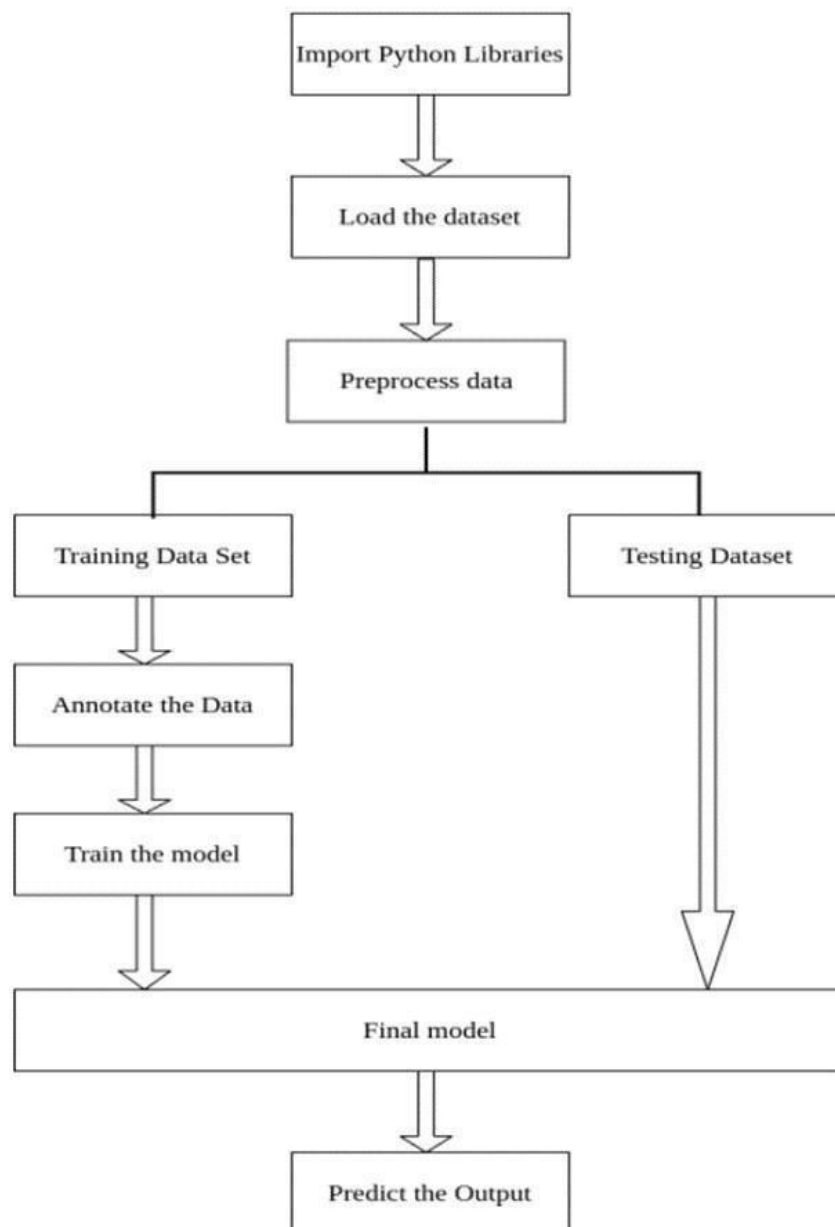 Import Python Libraries
Load the dataset
Preprocess data
Training Data Set
Testing Dataset
Annotate the Data
Train the model
Final model
Predict the Output